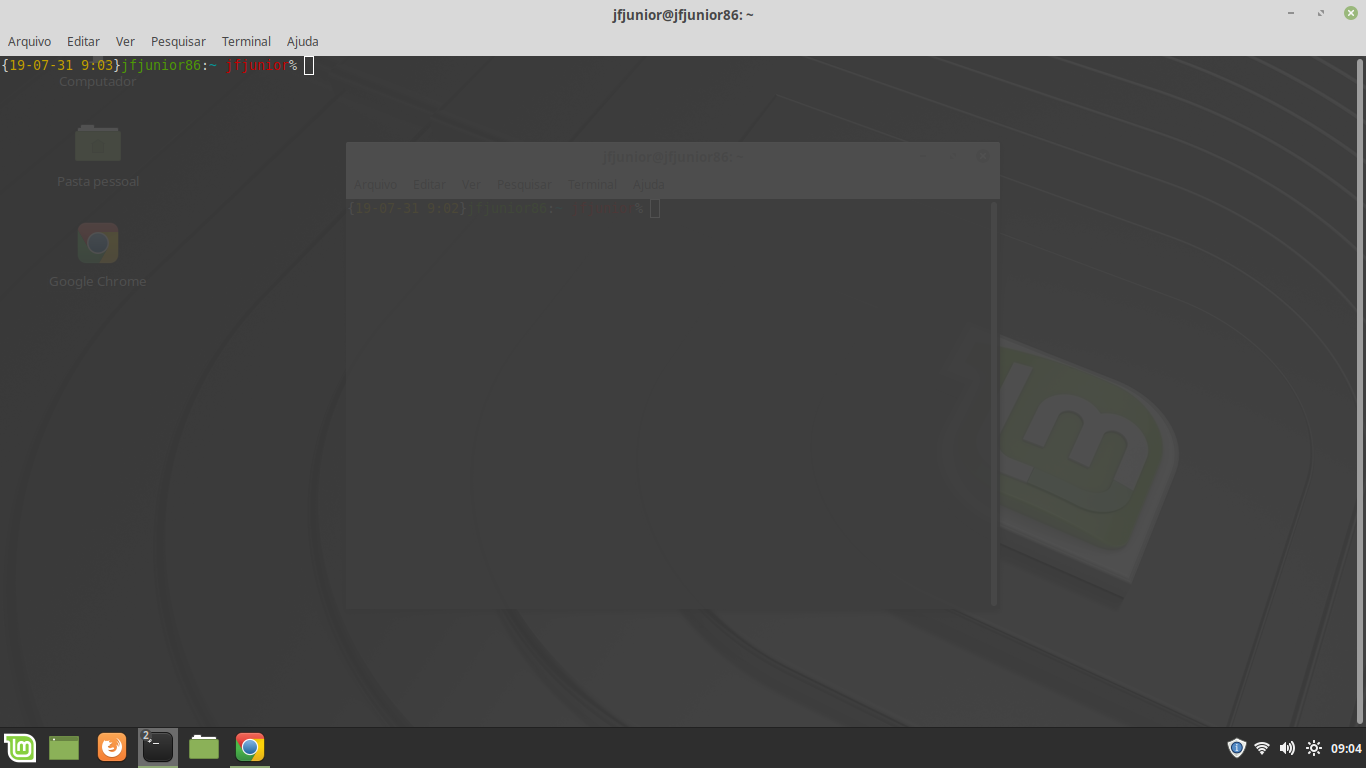 jfjunior@jfjunior86: ~
Arquivo Editar Ver Pesquisar Terminal Ajuda
{19-07-31 9:03}jfjunior86:~ jfjunior%
Computador
Pasta pessoal
Google Chrome
jfjunior@jfjunior86: ~
Arquivo Editar Ver Pesquisar Terminal Ajuda
{19-07-31 9:02}jfjunior86: %
2
09:04